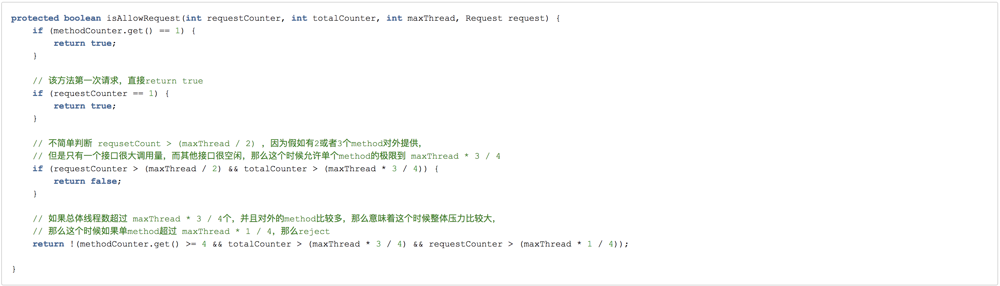 protected boolean isAllowRequest(int requestCounter, int totalCounter, int maxThread, Request request) {
    if (methodCounter.get() == 1) {
        return true;
    }
    // 该方法第一次请求，直接return true
    if (requestCounter == 1) {
        return true;
    }
    // 不简单判断 requsetCount > (maxThread / 2) ，因为假如有2或者3个method对外提供，
    // 但是只有一个接口很大调用量，而其他接口很空闲，那么这个时候允许单个method的极限到 maxThread * 3 / 4
    if (requestCounter > (maxThread / 2) && totalCounter > (maxThread * 3 / 4)) {
        return false;
    }
    // 如果总体线程数超过 maxThread * 3 / 4个，并且对外的method比较多，那么意味着这个时候整体压力比较大，
    // 那么这个时候如果单method超过 maxThread * 1 / 4，那么reject
    return !(methodCounter.get() >= 4 && totalCounter > (maxThread * 3 / 4) && requestCounter > (maxThread * 1 / 4));
}